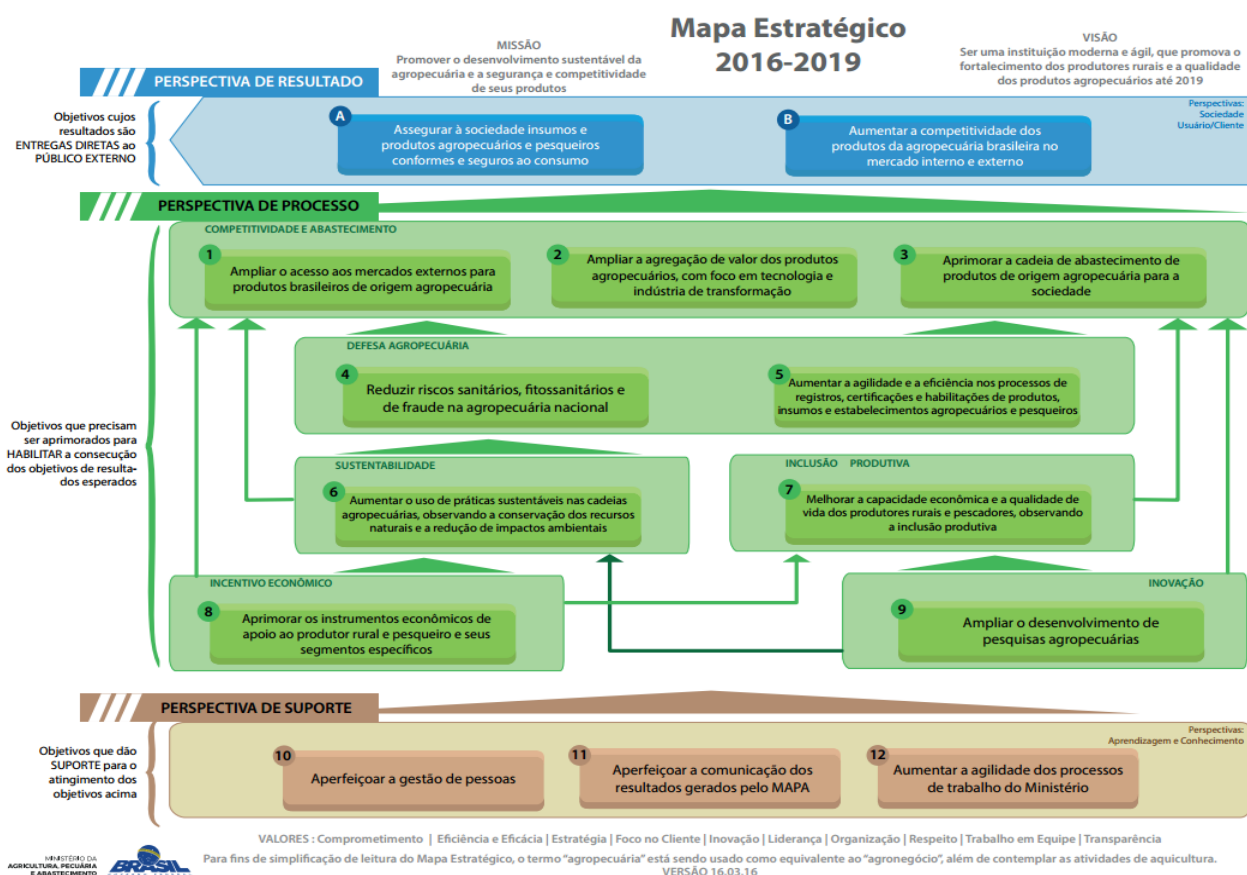 Mapa Estratégico
2016-2019
MISSÃO
Promover o desenvolvimento sustentável da
agropecuária e a segurança e competitividade
de seus produtos
VISÃO
Ser uma instituição moderna e ágil, que promova o
fortalecimento dos produtores rurais e a qualidade
dos produtos agropecuários até 2019
PERSPECTIVA DE RESULTADO
Objetivos cujos
resultados são
ENTREGAS DIRETAS ao
PÚBLICO EXTERNO
Perspectivas:
Sociedade
Usuário/Cliente
A
Assegurar à sociedade insumos e
produtos agropecuários e pesqueiros
conformes e seguros ao consumo
B
Aumentar a competitividade dos
produtos da agropecuária brasileira no
mercado interno e externo
PERSPECTIVA DE PROCESSO
Objetivos que precisam
ser aprimorados para
HABILITAR a consecução
dos objetivos de resulta-
dos esperados
COMPETITIVIDADE E ABASTECIMENTO
1
Ampliar o acesso aos mercados externos para
produtos brasileiros de origem agropecuária
2
Ampliar a agregação de valor dos produtos
agropecuários, com foco em tecnologia e
indústria de transformação
3
Aprimorar a cadeia de abastecimento de
produtos de origem agropecuária para a
sociedade
DEFESA AGROPECUÁRIA
4
Reduzir riscos sanitários, fitossanitários e
de fraude na agropecuária nacional
5
Aumentar a agilidade e a eficiência nos processos de
registros, certificações e habilitações de produtos,
insumos e estabelecimentos agropecuários e pesqueiros
SUSTENTABILIDADE
6
Aumentar o uso de práticas sustentáveis nas cadeias
agropecuárias, observando a conservação dos recursos
naturais e a redução de impactos ambientais
INCLUSÃO PRODUTIVA
7
Melhorar a capacidade econômica e a qualidade de
vida dos produtores rurais e pescadores, observando
a inclusão produtiva
INCENTIVO ECONÔMICO
8
Aprimorar os instrumentos econômicos de
apoio ao produtor rural e pesqueiro e seus
segmentos específicos
INOVAÇÃO
9
Ampliar o desenvolvimento de
pesquisas agropecuárias
PERSPECTIVA DE SUPORTE
Objetivos que dão
SUPORTE para o
atingimento dos
objetivos acima
Perspectivas:
Aprendizagem e Conhecimento
10
Aperfeiçoar a gestão de pessoas
11
Aperfeiçoar a comunicação dos
resultados gerados pelo MAPA
12
Aumentar a agilidade dos processos
de trabalho do Ministério
VALORES : Comprometimento | Eficiência e Eficácia | Estratégia | Foco no Cliente | Inovação | Liderança | Organização | Respeito | Trabalho em Equipe | Transparência
Para fins de simplificação de leitura do Mapa Estratégico, o termo "agropecuária" está sendo usado como equivalente ao "agronegócio", além de contemplar as atividades de aquicultura.
VERSÃO 16.03.16
MINISTÉRIO DA
AGRICULTURA, PECUÁRIA
E ABASTECIMENTO
BRASIL